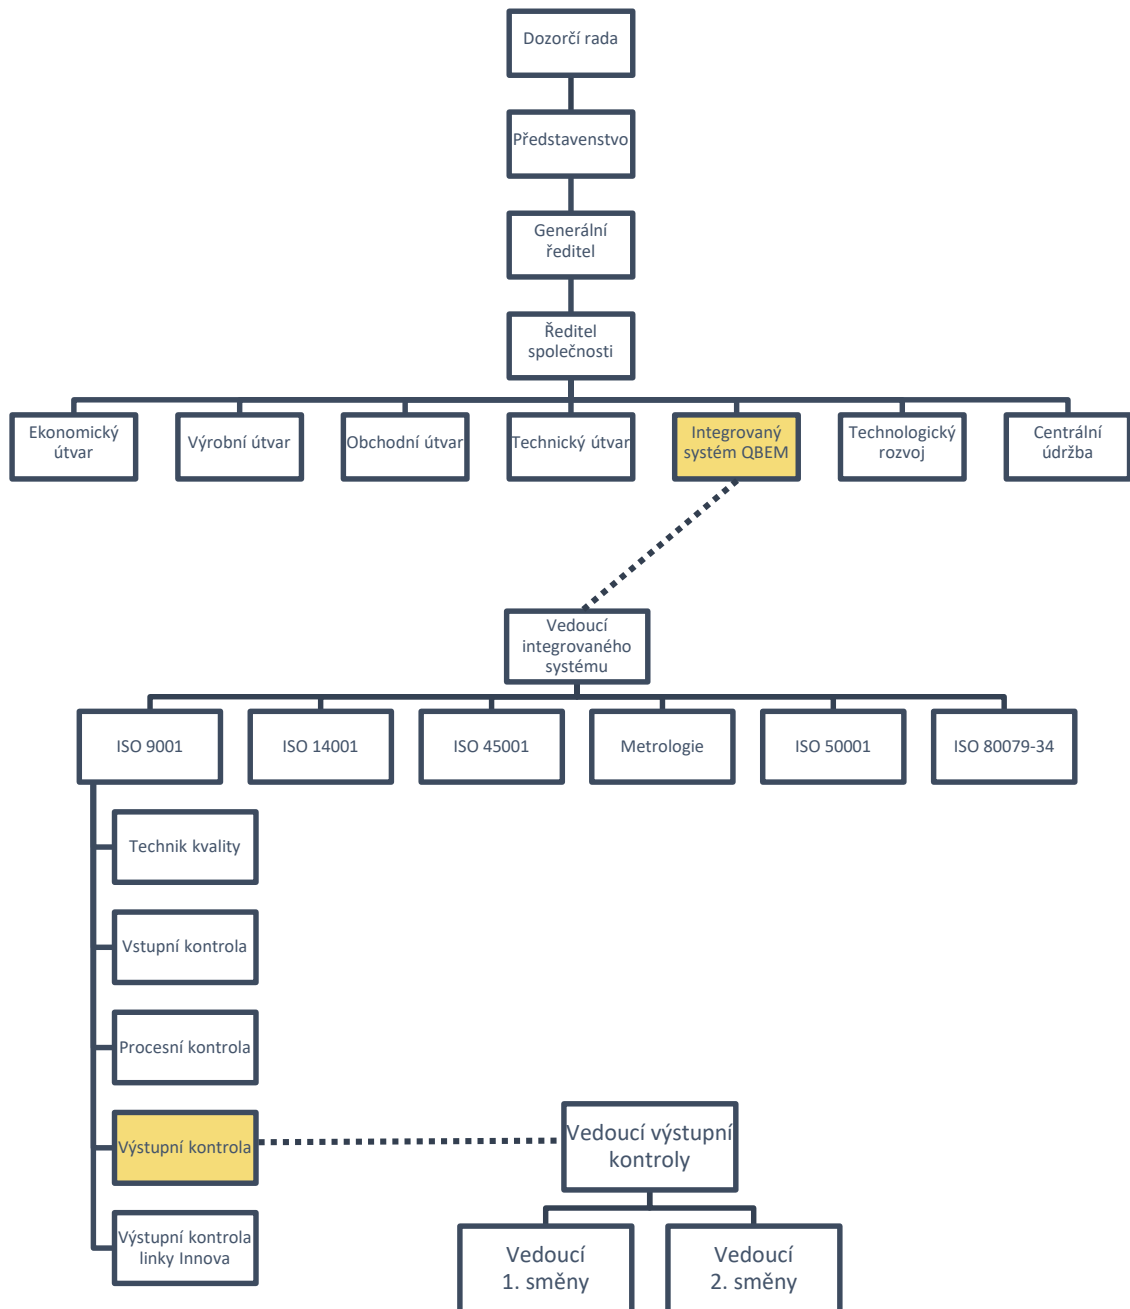 Dozorčí rada
Představenstvo
Generální
ředitel
Ředitel
společnosti
Ekonomický
útvar
Výrobní útvar
Obchodní útvar
Technický útvar
Integrovaný
systém QBEM
Technologický
rozvoj
Centrální
údržba
Vedoucí
integrovaného
systému
ISO 9001
ISO 14001
ISO 45001
Metrologie
ISO 50001
ISO 80079-34
Technik kvality
Vstupní kontrola
Procesní kontrola
Výstupní kontrola
Výstupní kontrola
linky Innova
Vedoucí výstupní
kontroly
Vedoucí
1. směny
Vedoucí
2. směny